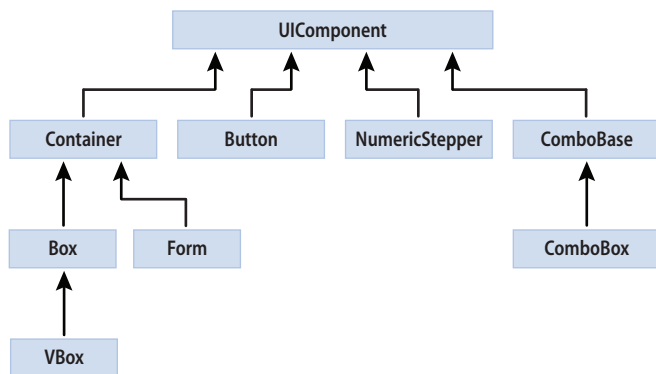 UIComponent
Container
Button
NumericStepper
ComboBase
Box
Form
ComboBox
VBox